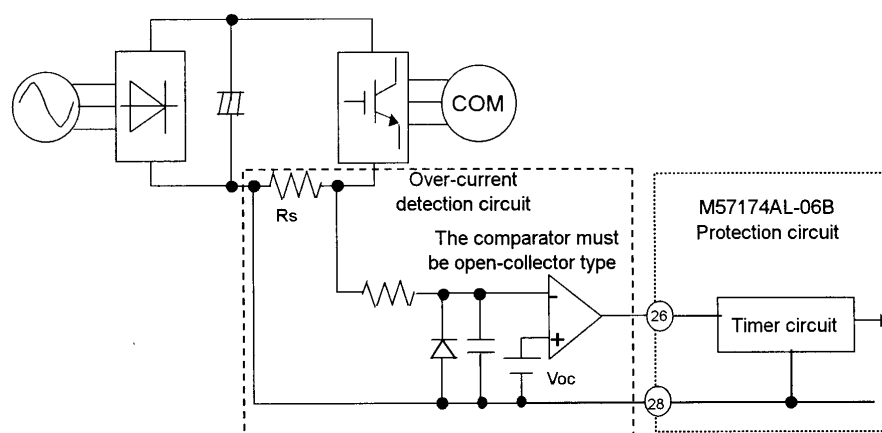 COM
Over-current
detection circuit
Rs
M57174AL-06B
Protection circuit
The comparator must
be open-collector type
-
+
Voc
26
Timer circuit
28